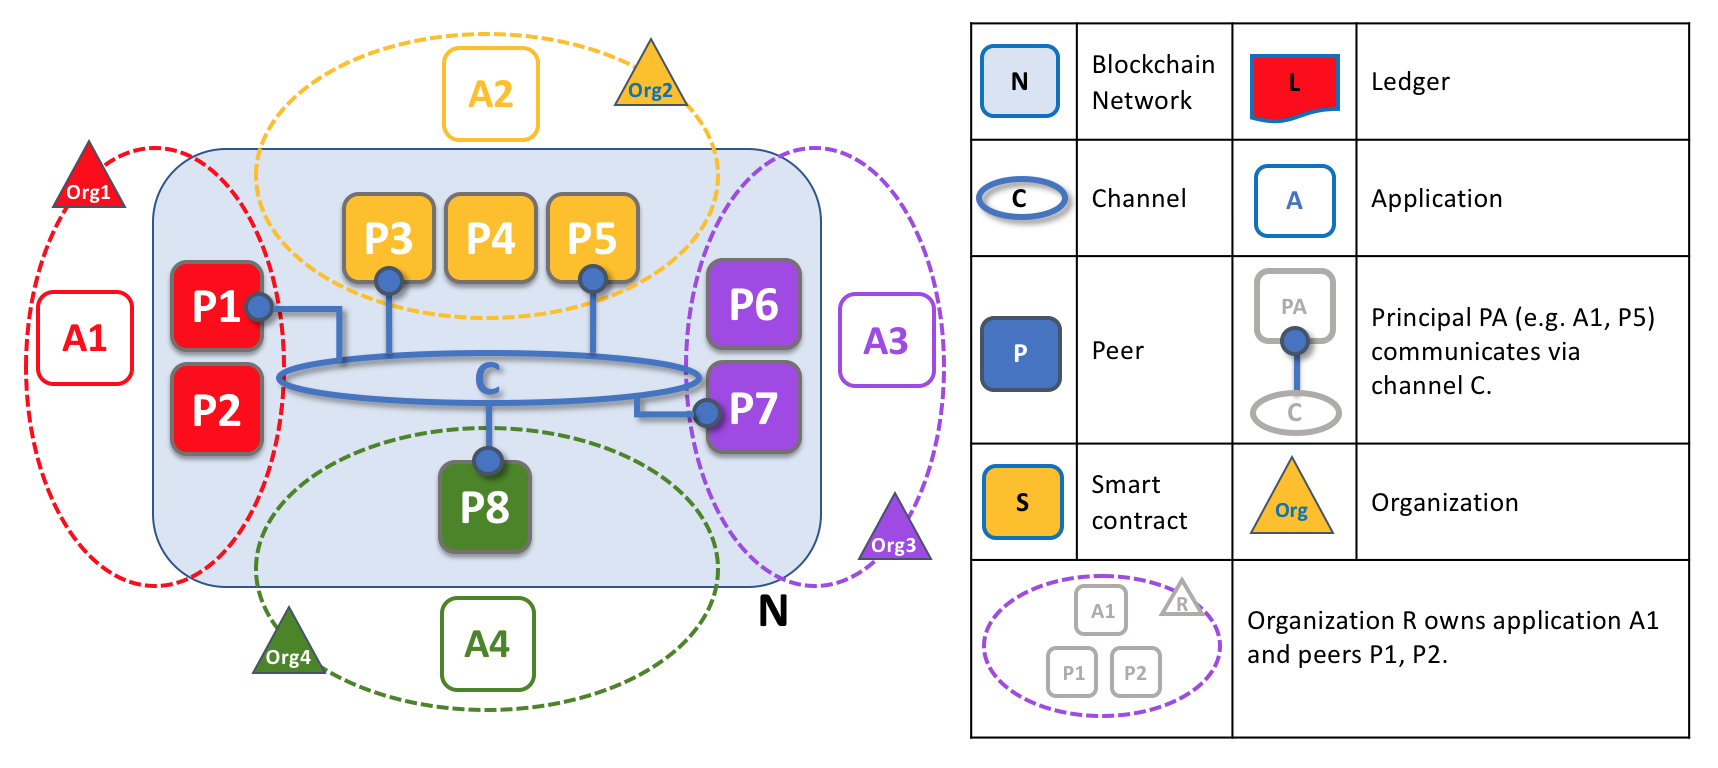 A2
Org2
Org1
P3
P4
P5
P1
P6
A1
A3
C
P2
P7
P8
Org3
N
A4
Org4
N
Blockchain
Network
L
Ledger
C
Channel
A
Application
P
Peer
PA
C
Principal PA (e.g. A1, P5)
communicates via
channel C.
S
Smart
contract
Org
Organization
A1
R
P1
P2
Organization R owns application A1
and peers P1, P2.